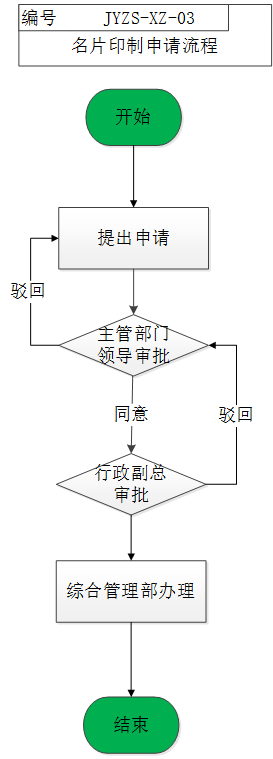 编号 JYZS-XZ-03
名片印制申请流程
开始
提出申请
驳回
主管部门
领导审批
同意
驳回
行政副总
审批
综合管理部办理
结束